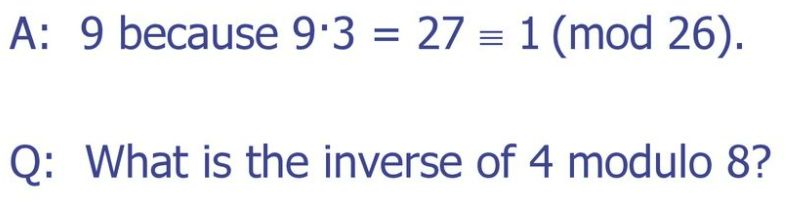 A: 9 because 9·3 = 27 ≡ 1 (mod 26).
Q: What is the inverse of 4 modulo 8?